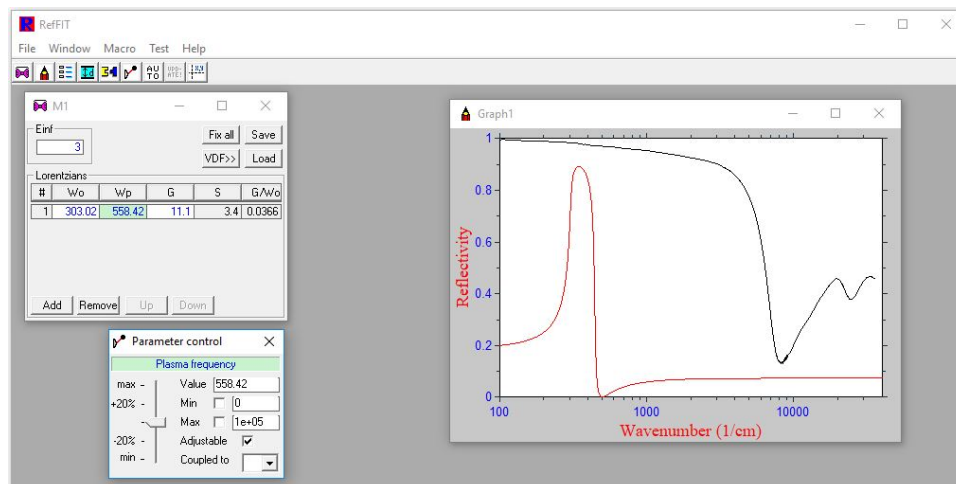 RefFIT
File Window Macro Test Help
AU TO
M1
Einf
3
Fix all Save
VDF>> Load
Lorentzians
# Wo Wp G S G/Wo
1 303.02 558.42 11.1 3.4 0.0366
Add Remove Up Down
Parameter control
Plasma frequency
max - Value 558.42
+20% - Min 0
Max 1e+05
-20% - Adjustable
min - Coupled to
Graph1
Reflectivity
1
0.8
0.6
0.4
0.2
0
100 1000 10000
Wavenumber (1/cm)